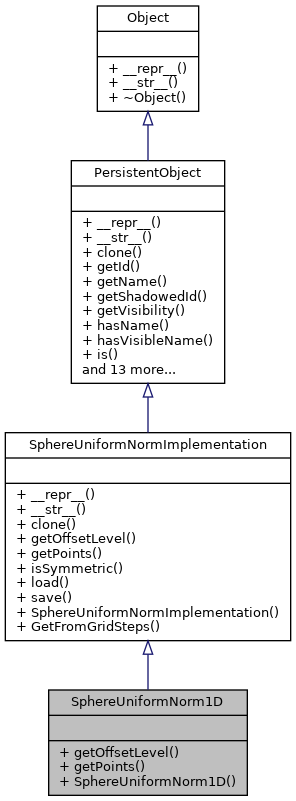 Object
+ __repr__()
+ __str__()
+ ~Object()
PersistentObject
+ __repr__()
+ __str__()
+ clone()
+ getId()
+ getName()
+ getShadowedId()
+ getVisibility()
+ hasName()
+ hasVisibleName()
+ is()
and 13 more...
SphereUniformNormImplementation
+ __repr__()
+ __str__()
+ clone()
+ getOffsetLevel()
+ getPoints()
+ isSymmetric()
+ load()
+ save()
+ SphereUniformNormImplementation()
+ GetFromGridSteps()
SphereUniformNorm1D
+ getOffsetLevel()
+ getPoints()
+ SphereUniformNorm1D()